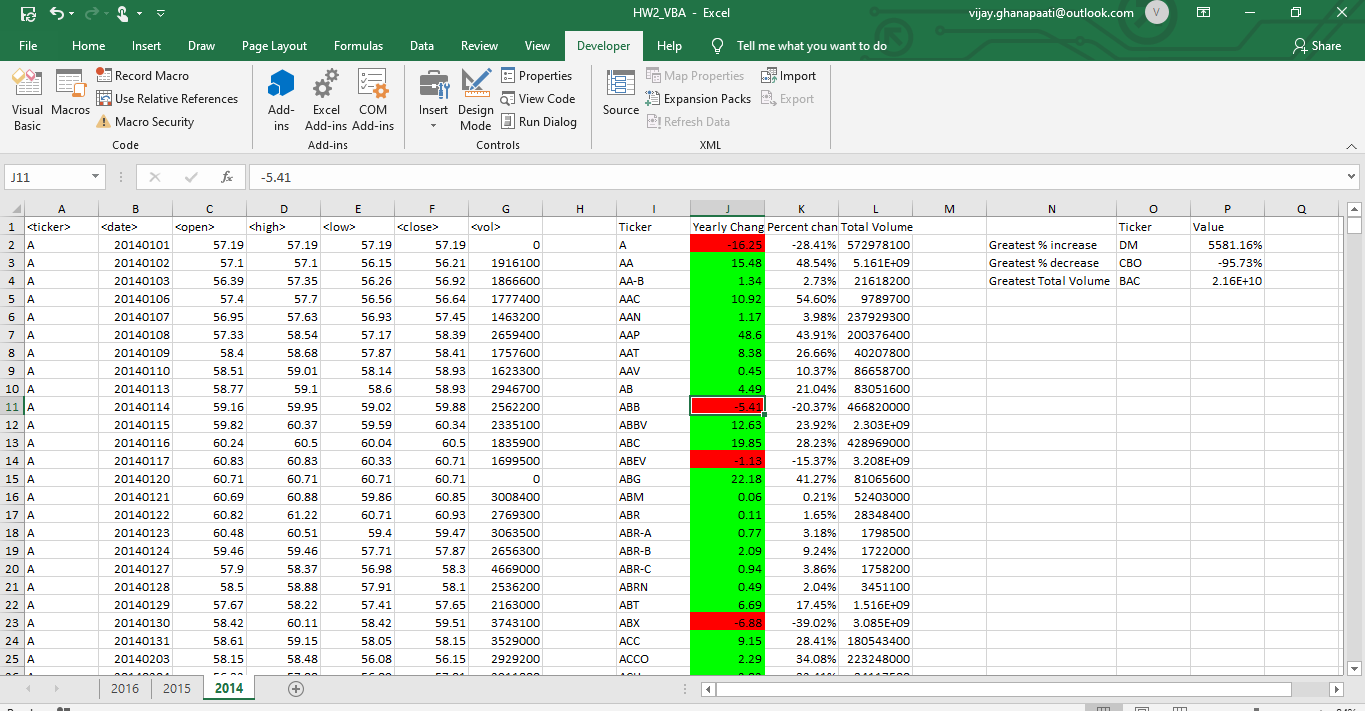 HW2_VBA - Excel
vijay.ghanapaati@outlook.com V
File Home Insert Draw Page Layout Formulas Data Review View Developer Help Tell me what you want to do Share
Visual Basic
Macros
Record Macro
Use Relative References
Macro Security
Code
Add-ins
Excel Add-ins
COM Add-ins
Add-ins
Insert
Design Mode
Properties
View Code
Run Dialog
Controls
Source
Map Properties
Expansion Packs
Refresh Data
Import
Export
XML
J11 fx -5.41
A B C D E F G H I J K L M N O P Q
1 <ticker> <date> <open> <high> <low> <close> <vol> Ticker Yearly Chang Percent chan Total Volume Ticker Value
2 A 20140101 57.19 57.19 57.19 57.19 0 A -16.25 -28.41% 572978100 Greatest % increase DM 5581.16%
3 A 20140102 57.1 57.1 56.15 56.21 1916100 AA 15.48 48.54% 5.161E+09 Greatest % decrease CBO -95.73%
4 A 20140103 56.39 57.35 56.26 56.92 1866600 AA-B 1.34 2.73% 21618200 Greatest Total Volume BAC 2.16E+10
5 A 20140106 57.4 57.7 56.56 56.64 1777400 AAC 10.92 54.60% 9789700
6 A 20140107 56.95 57.63 56.93 57.45 1463200 AAN 1.17 3.98% 237929300
7 A 20140108 57.33 58.54 57.17 58.39 2659400 AAP 48.6 43.91% 200376400
8 A 20140109 58.4 58.68 57.87 58.41 1757600 AAT 8.38 26.66% 40207800
9 A 20140110 58.51 59.01 58.14 58.93 1623300 AAV 0.45 10.37% 86658700
10 A 20140113 58.77 59.1 58.6 58.93 2946700 AB 4.49 21.04% 83051600
11 A 20140114 59.16 59.95 59.02 59.88 2562200 ABB -5.41 -20.37% 466820000
12 A 20140115 59.82 60.37 59.59 60.34 2335100 ABBV 12.63 23.92% 2.303E+09
13 A 20140116 60.24 60.5 60.04 60.5 1835900 ABC 19.85 28.23% 428969000
14 A 20140117 60.83 60.83 60.33 60.71 1699500 ABEV -1.13 -15.37% 3.208E+09
15 A 20140120 60.71 60.71 60.71 60.71 0 ABG 22.18 41.27% 81065600
16 A 20140121 60.69 60.88 59.86 60.85 3008400 ABM 0.06 0.21% 52403000
17 A 20140122 60.82 61.22 60.71 60.93 2769300 ABR 0.11 1.65% 28348400
18 A 20140123 60.48 60.51 59.4 59.47 3063500 ABR-A 0.77 3.18% 1798500
19 A 20140124 59.46 59.46 57.71 57.87 2656300 ABR-B 2.09 9.24% 1722000
20 A 20140127 57.9 58.37 56.98 58.3 4669000 ABR-C 0.94 3.86% 1758200
21 A 20140128 58.5 58.88 57.91 58.1 2536200 ABRN 0.49 2.04% 3451100
22 A 20140129 57.67 58.22 57.41 57.65 2163000 ABT 6.69 17.45% 1.516E+09
23 A 20140130 58.42 60.11 58.42 59.51 3743100 ABX -6.88 -39.02% 3.085E+09
24 A 20140131 58.61 59.15 58.05 58.15 3529000 ACC 9.15 28.41% 180543400
25 A 20140203 58.15 58.48 56.08 56.15 2929200 ACCO 2.29 34.08% 223248000
2016 2015 2014